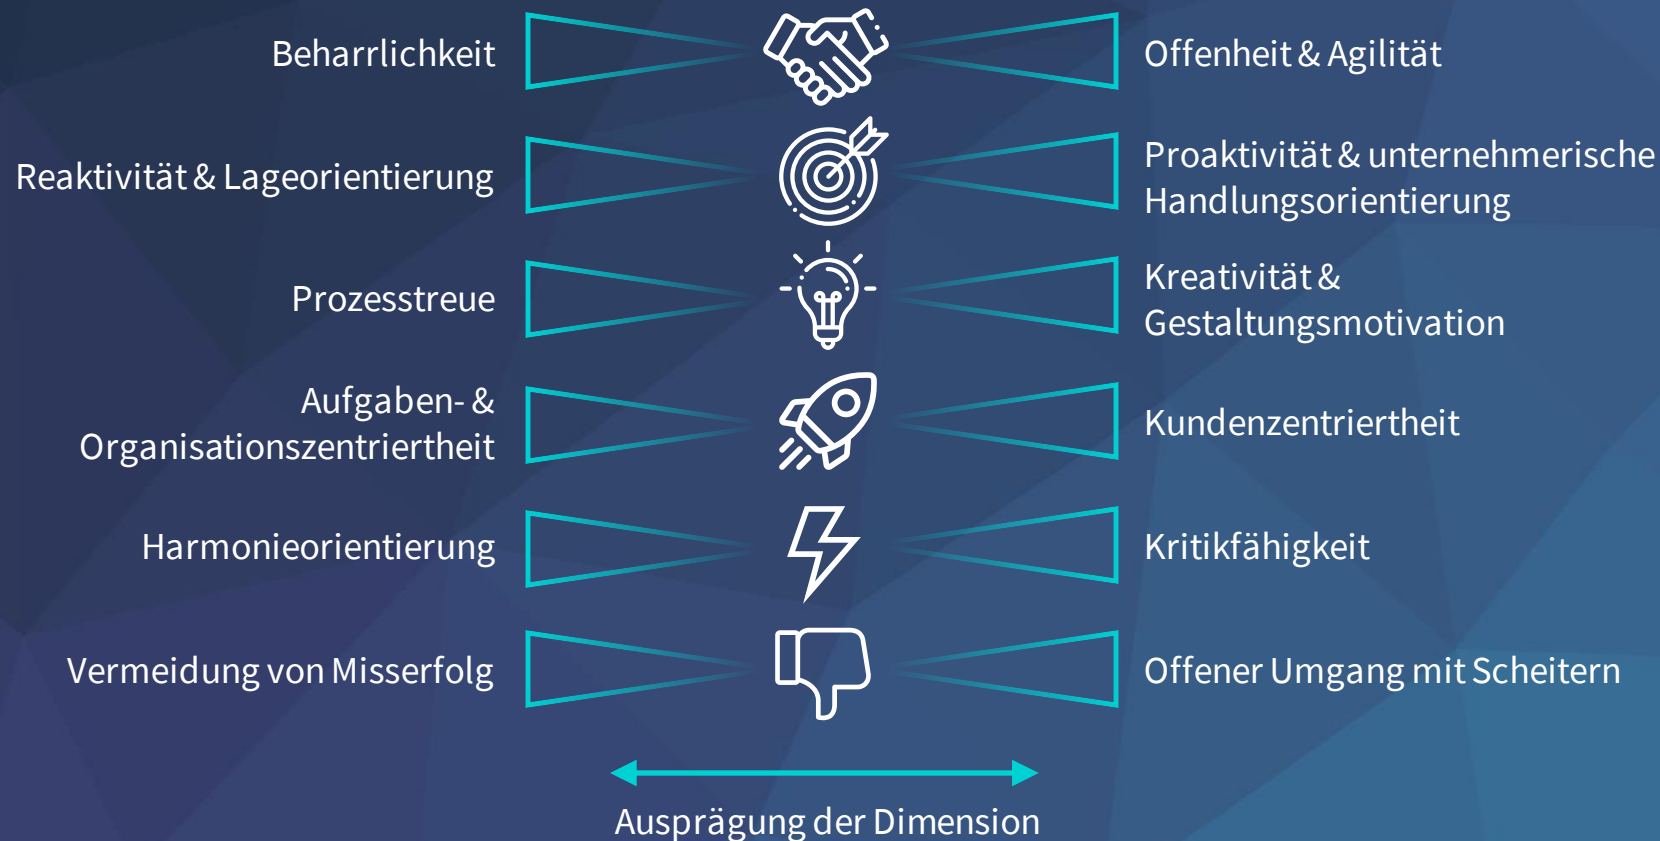 Beharrlichkeit
Offenheit & Agilität
Reaktivität & Lageorientierung
Proaktivität & unternehmerische
Handlungsorientierung
Prozesstreue
Kreativität &
Gestaltungsmotivation
Aufgaben- &
Organisationszentriertheit
Kundenzentriertheit
Harmonieorientierung
Kritikfähigkeit
Vermeidung von Misserfolg
Offener Umgang mit Scheitern
Ausprägung der Dimension